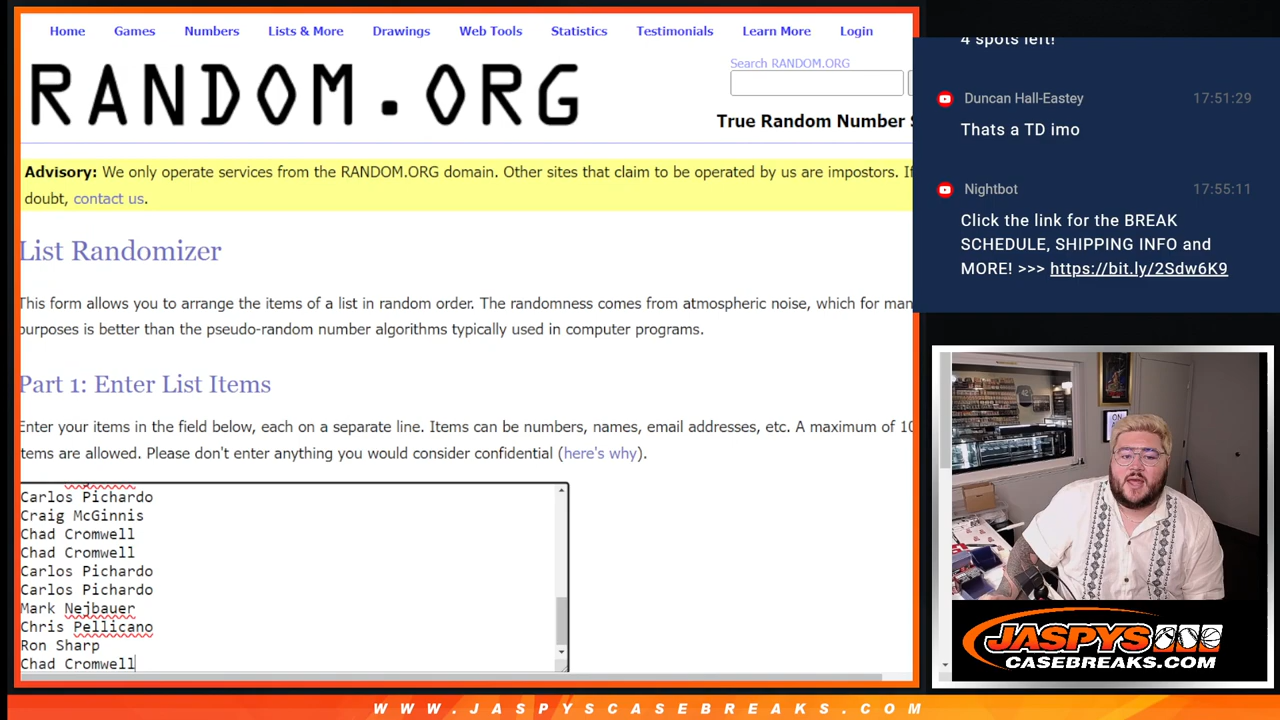 Home Games Numbers Lists & More Drawings Web Tools Statistics Testimonials Learn More Login
RANDOM.ORG
Search RANDOM.ORG
True Random Number
Advisory: We only operate services from the RANDOM.ORG domain. Other sites that claim to be operated by us are impostors. If
doubt, contact us.
List Randomizer
This form allows you to arrange the items of a list in random order. The randomness comes from atmospheric noise, which for man
purposes is better than the pseudo-random number algorithms typically used in computer programs.
Part 1: Enter List Items
Enter your items in the field below, each on a separate line. Items can be numbers, names, email addresses, etc. A maximum of 10
items are allowed. Please don't enter anything you would consider confidential (here's why).
Carlos Pichardo
Craig McGinnis
Chad Cromwell
Chad Cromwell
Carlos Pichardo
Carlos Pichardo
Mark Nejbauer
Chris Pellicano
Ron Sharp
Chad Cromwell
4 spots left!
Duncan Hall-Eastey 17:51:29
Thats a TD imo
Nightbot 17:55:11
Click the link for the BREAK
SCHEDULE, SHIPPING INFO and
MORE! >>> https://bit.ly/2Sdw6K9
ON
JASPYS
CASEBREAKS.COM
WWW.JASPYSCASEBREAKS.COM